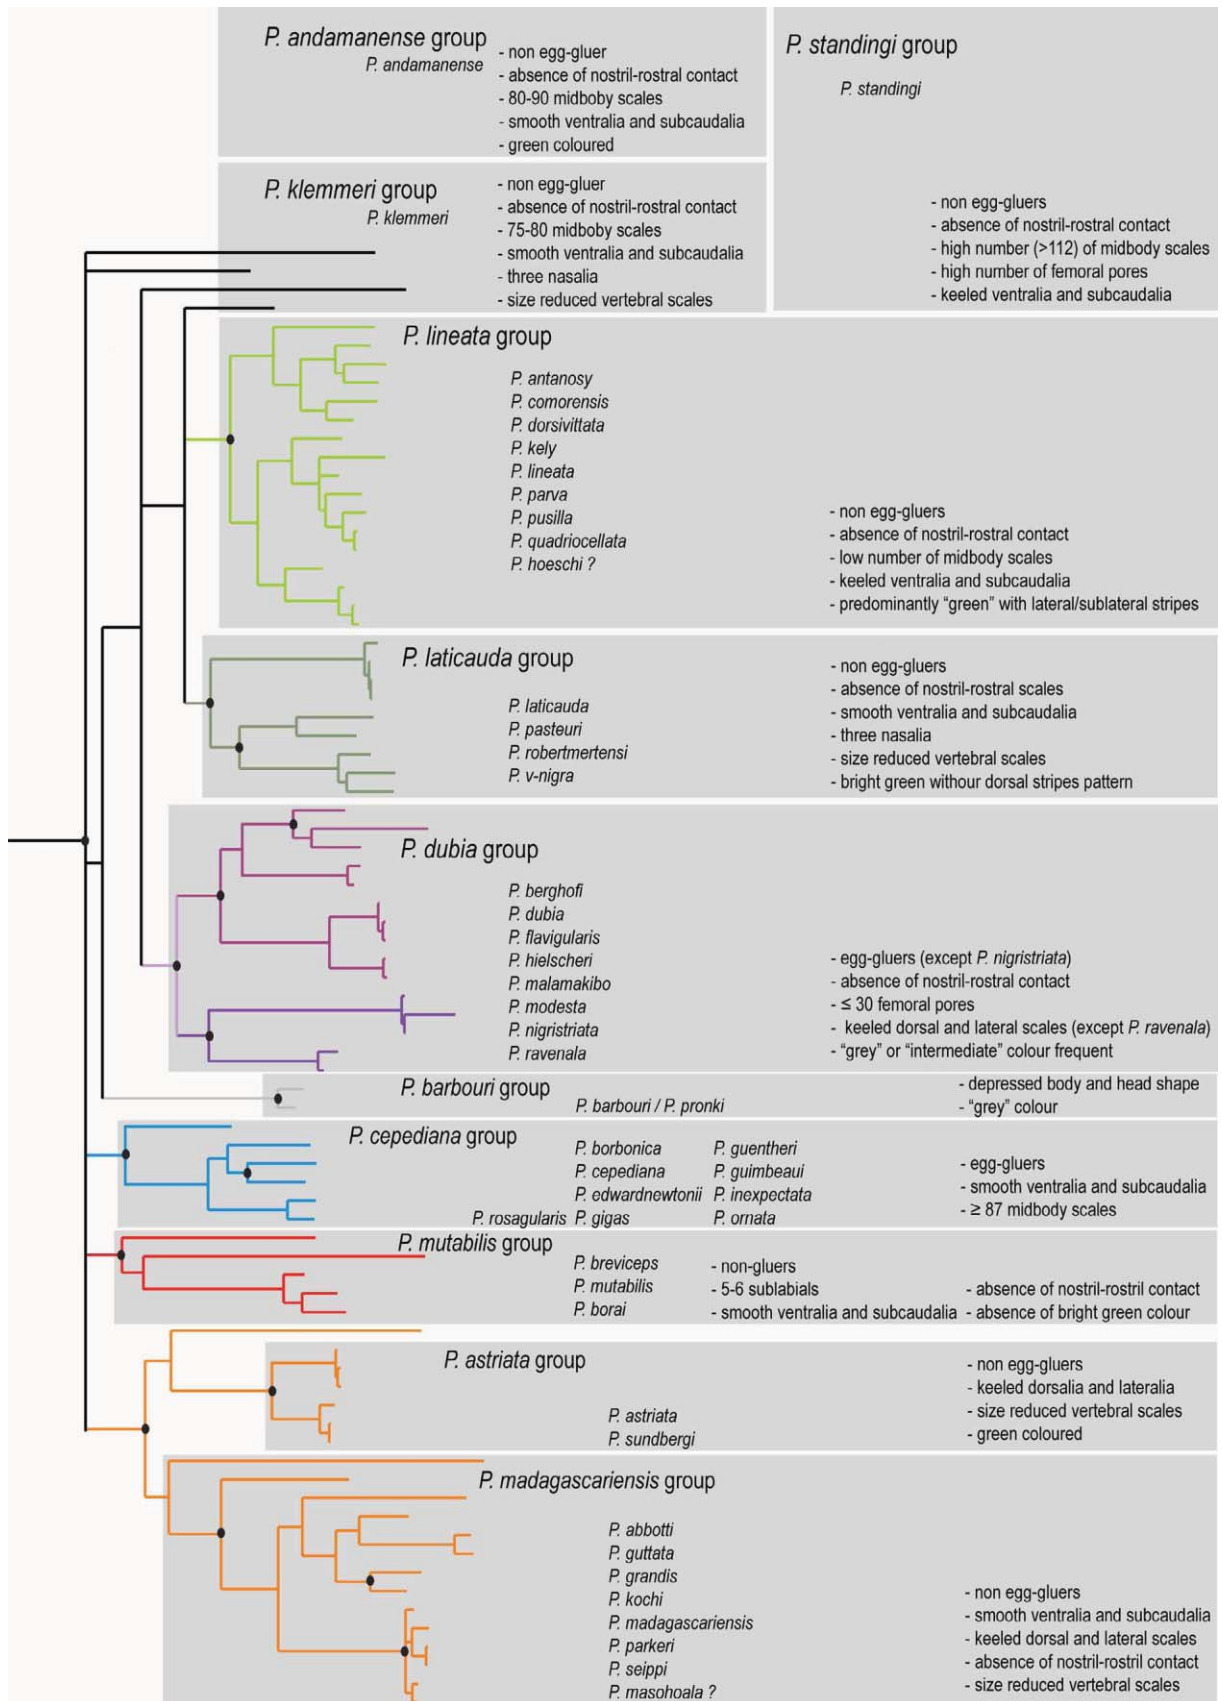 P. andamanense group
P. andamanense
- non egg-gluer
- absence of nostril-rostral contact
- 80-90 midboby scales
- smooth ventralia and subcaudalia
- green coloured
P. standingi group
P. standingi
- non egg-gluers
- absence of nostril-rostral contact
- high number (>112) of midbody scales
- high number of femoral pores
- keeled ventralia and subcaudalia
P. klemmeri group
P. klemmeri
- non egg-gluer
- absence of nostril-rostral contact
- 75-80 midboby scales
- smooth ventralia and subcaudalia
- three nasalia
- size reduced vertebral scales
P. lineata group
P. antanosy
P. comorensis
P. dorsivittata
P. kely
P. lineata
P. parva
P. pusilla
P. quadriocellata
P. hoeschi ?
- non egg-gluers
- absence of nostril-rostral contact
- low number of midbody scales
- keeled ventralia and subcaudalia
- predominantly “green” with lateral/sublateral stripes
P. laticauda group
P. laticauda
P. pasteuri
P. robertmertensi
P. v-nigra
- non egg-gluers
- absence of nostril-rostral scales
- smooth ventralia and subcaudalia
- three nasalia
- size reduced vertebral scales
- bright green withour dorsal stripes pattern
P. dubia group
P. berghofi
P. dubia
P. flavigularis
P. hielscheri
P. malamakibo
P. modesta
P. nigristriata
P. ravenala
- egg-gluers (except P. nigristriata)
- absence of nostril-rostral contact
- ≤ 30 femoral pores
- keeled dorsal and lateral scales (except P. ravenala)
- “grey” or “intermediate” colour frequent
P. barbouri group
P. barbouri / P. pronki
- depressed body and head shape
- “grey” colour
P. cepediana group
P. borbonica P. guentheri
P. cepediana P. guimbeaui
P. edwardnewtonii P. inexpectata
P. rosagularis P. gigas P. ornata
- egg-gluers
- smooth ventralia and subcaudalia
- ≥ 87 midbody scales
P. mutabilis group
P. breviceps
P. mutabilis
P. borai
- non-gluers
- 5-6 sublabials
- smooth ventralia and subcaudalia
- absence of nostril-rostril contact
- absence of bright green colour
P. astriata group
P. astriata
P. sundbergi
- non egg-gluers
- keeled dorsalia and lateralia
- size reduced vertebral scales
- green coloured
P. madagascariensis group
P. abbotti
P. guttata
P. grandis
P. kochi
P. madagascariensis
P. parkeri
P. seippi
P. masohoala ?
- non egg-gluers
- smooth ventralia and subcaudalia
- keeled dorsal and lateral scales
- absence of nostril-rostril contact
- size reduced vertebral scales